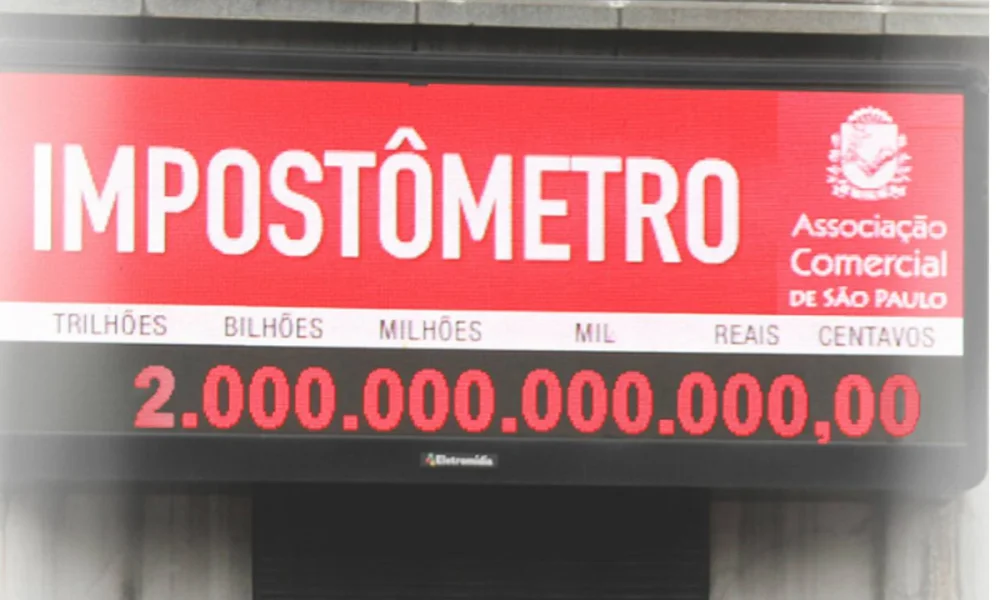 IMPOSTÔMETRO
Associação
Comercial
DE SÃO PAULO
TRILHÕES BILHÕES MILHÕES MIL REAIS CENTAVOS
2.000.000.000.000,00
Eletromidia